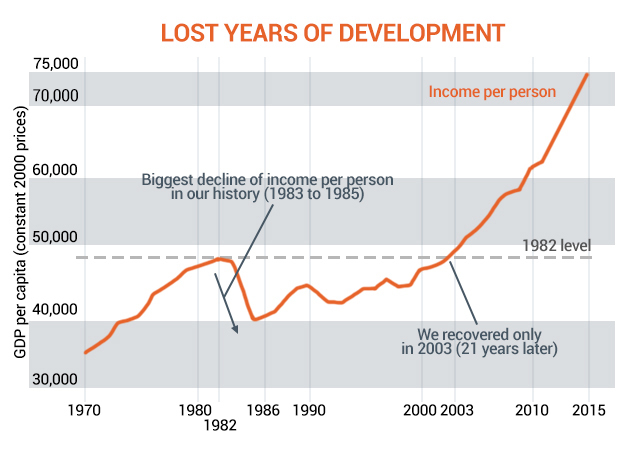 LOST YEARS OF DEVELOPMENT
75,000
70,000
60,000
50,000
40,000
30,000
GDP per capita (constant 2000 prices)
Income per person
Biggest decline of income per person
in our history (1983 to 1985)
1982 level
We recovered only
in 2003 (21 years later)
1970 1980 1986 1990 2000 2003 2010 2015
1982